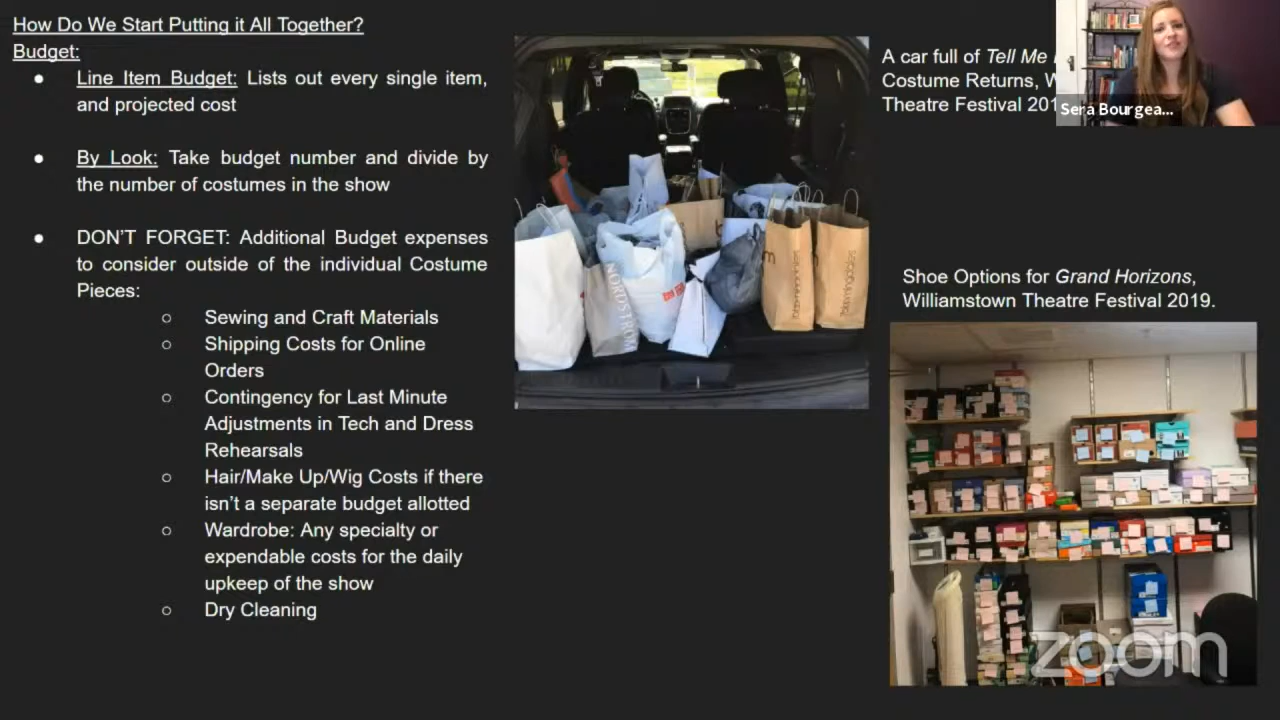 How Do We Start Putting it All Together?
Budget:
● Line Item Budget: Lists out every single item,
and projected cost
● By Look: Take budget number and divide by
the number of costumes in the show
● DON'T FORGET: Additional Budget expenses
to consider outside of the individual Costume
Pieces:
○ Sewing and Craft Materials
○ Shipping Costs for Online
Orders
○ Contingency for Last Minute
Adjustments in Tech and Dress
Rehearsals
○ Hair/Make Up/Wig Costs if there
isn't a separate budget allotted
○ Wardrobe: Any specialty or
expendable costs for the daily
upkeep of the show
○ Dry Cleaning
NORDSTROM
bloomingdales
bloomingdales
A car full of Tell Me
Costume Returns,
Theatre Festival
Sera Bourgea...
Shoe Options for Grand Horizons,
Williamstown Theatre Festival 2019.
zoom